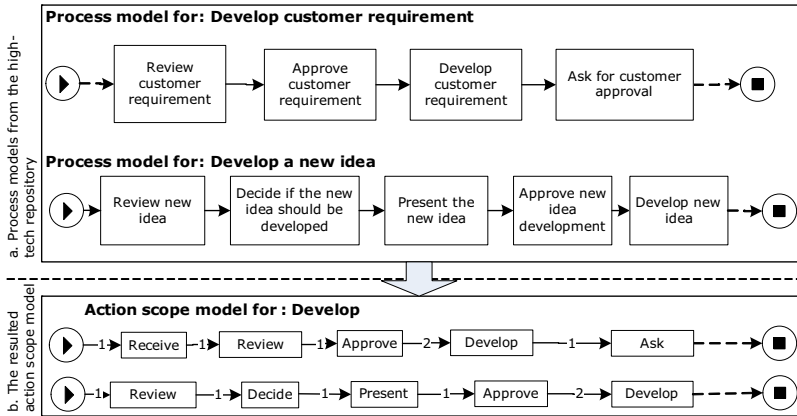 a. Process models from the high-
tech repository
Process model for: Develop customer requirement
Review
customer
requirement
Approve
customer
requirement
Develop
customer
requirement
Ask for customer
approval
Process model for: Develop a new idea
Review new
idea
Decide if the new
idea should be
developed
Present the
new idea
Approve new
idea
development
Develop new
idea
b. The resulted
action scope model
Action scope model for : Develop
1
Receive
1
Review
1
Approve
2
Develop
1
Ask
1
Review
1
Decide
1
Present
1
Approve
2
Develop